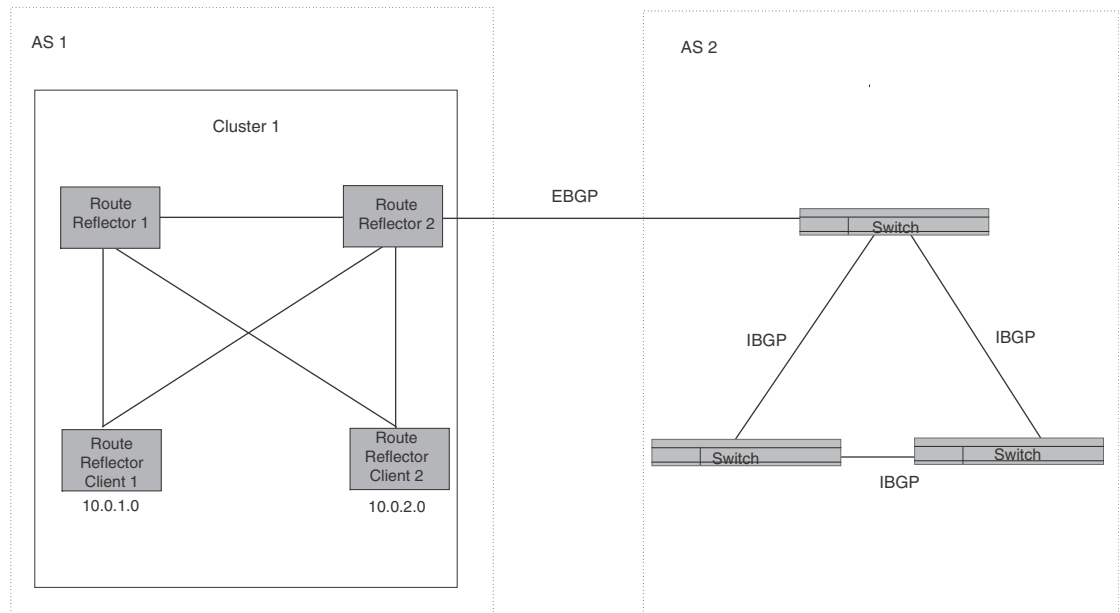 AS 1
AS 2
Cluster 1
Route
Reflector 1
Route
Reflector 2
EBGP
Switch
IBGP
IBGP
Route
Reflector
Client 1
10.0.1.0
Route
Reflector
Client 2
10.0.2.0
Switch
Switch
IBGP